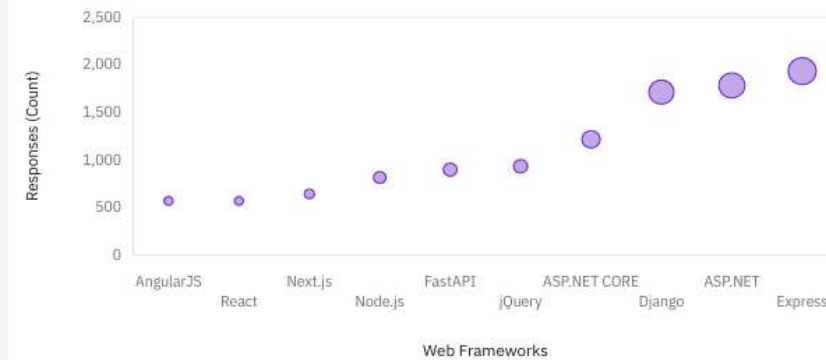 2,500
2,000
1,500
1,000
500
0
Responses (Count)
AngularJS
React
Next.js
Node.js
FastAPI
jQuery
ASP.NET CORE
Django
ASP.NET
Express
Web Frameworks